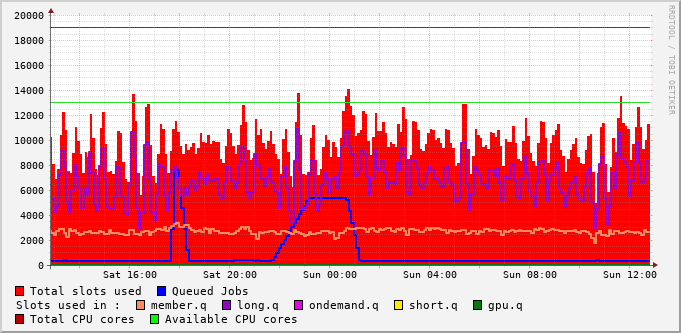 20000
18000
16000
14000
12000
10000
8000
6000
4000
2000
0
Sat 16:00 Sat 20:00 Sun 00:00 Sun 04:00 Sun 08:00 Sun 12:00
RRDTOOL / TOBI OETIKER
Total slots used Queued Jobs
Slots used in : member.q long.q ondemand.q short.q gpu.q
Total CPU cores Available CPU cores